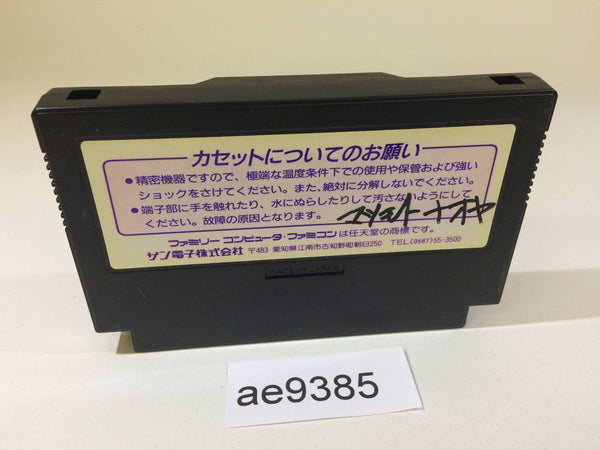 カセットについてのお願い
●精密機器ですので、極端な温度条件下での使用や保管および強い
ショックをさけてください。また、絶対に分解しないでください。
●端子部に手を触れたり、水にぬらしたりして汚さないようにして
ください。故障の原因となります。 ナオヤ
ファミリーコンピュータ・ファミコンは任天堂の商標です。
サン電子株式会社 〒483 愛知県江南市古知野町朝日250 TEL(0587)55-3500
MADE IN JAPAN
ae9385